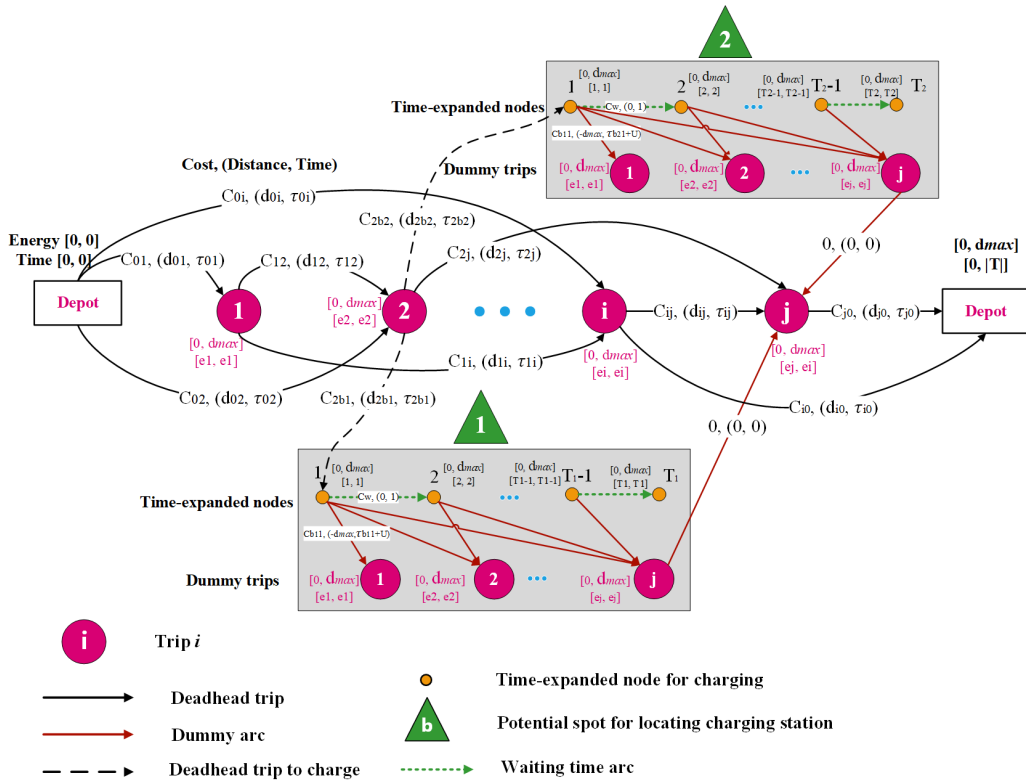 2
1 [0, dmax] [1, 1]
2 [0, dmax] [2, 2]
[0, dmax] [T2-1, T2-1] T2-1
[0, dmax] [T2, T2] T2
Time-expanded nodes
Cw, (0, 1)
Cb11, (-dmax, τb21+U)
Dummy trips
[0, dmax] [e1, e1] 1
[0, dmax] [e2, e2] 2
[0, dmax] [ej, ej] j
Cost, (Distance, Time)
C0i, (d0i, τ0i)
C2b2, (d2b2, τ2b2)
Energy [0, 0]
Time [0, 0]
Depot
C01, (d01, τ01)
C12, (d12, τ12)
C2j, (d2j, τ2j)
0, (0, 0)
[0, dmax]
[0, |T|]
Depot
1
[0, dmax]
[e1, e1]
[0, dmax]
[e2, e2]
2
i
[0, dmax]
[ei, ei]
Cij, (dij, τij)
j
[0, dmax]
[ej, ei]
Cj0, (dj0, τj0)
C02, (d02, τ02)
C1i, (d1i, τ1i)
C2b1, (d2b1, τ2b1)
Ci0, (di0, τi0)
0, (0, 0)
1
1 [0, dmax] [1, 1]
2 [0, dmax] [2, 2]
[0, dmax] [T1-1, T1-1] T1-1
[0, dmax] [T1, T1] T1
Time-expanded nodes
Cw, (0, 1)
Cb11, (-dmax,τb11+U)
Dummy trips
[0, dmax] [e1, e1] 1
[0, dmax] [e2, e2] 2
[0, dmax] [ej, ej] j
i
Trip i
Deadhead trip
Dummy arc
Deadhead trip to charge
Time-expanded node for charging
b
Potential spot for locating charging station
Waiting time arc